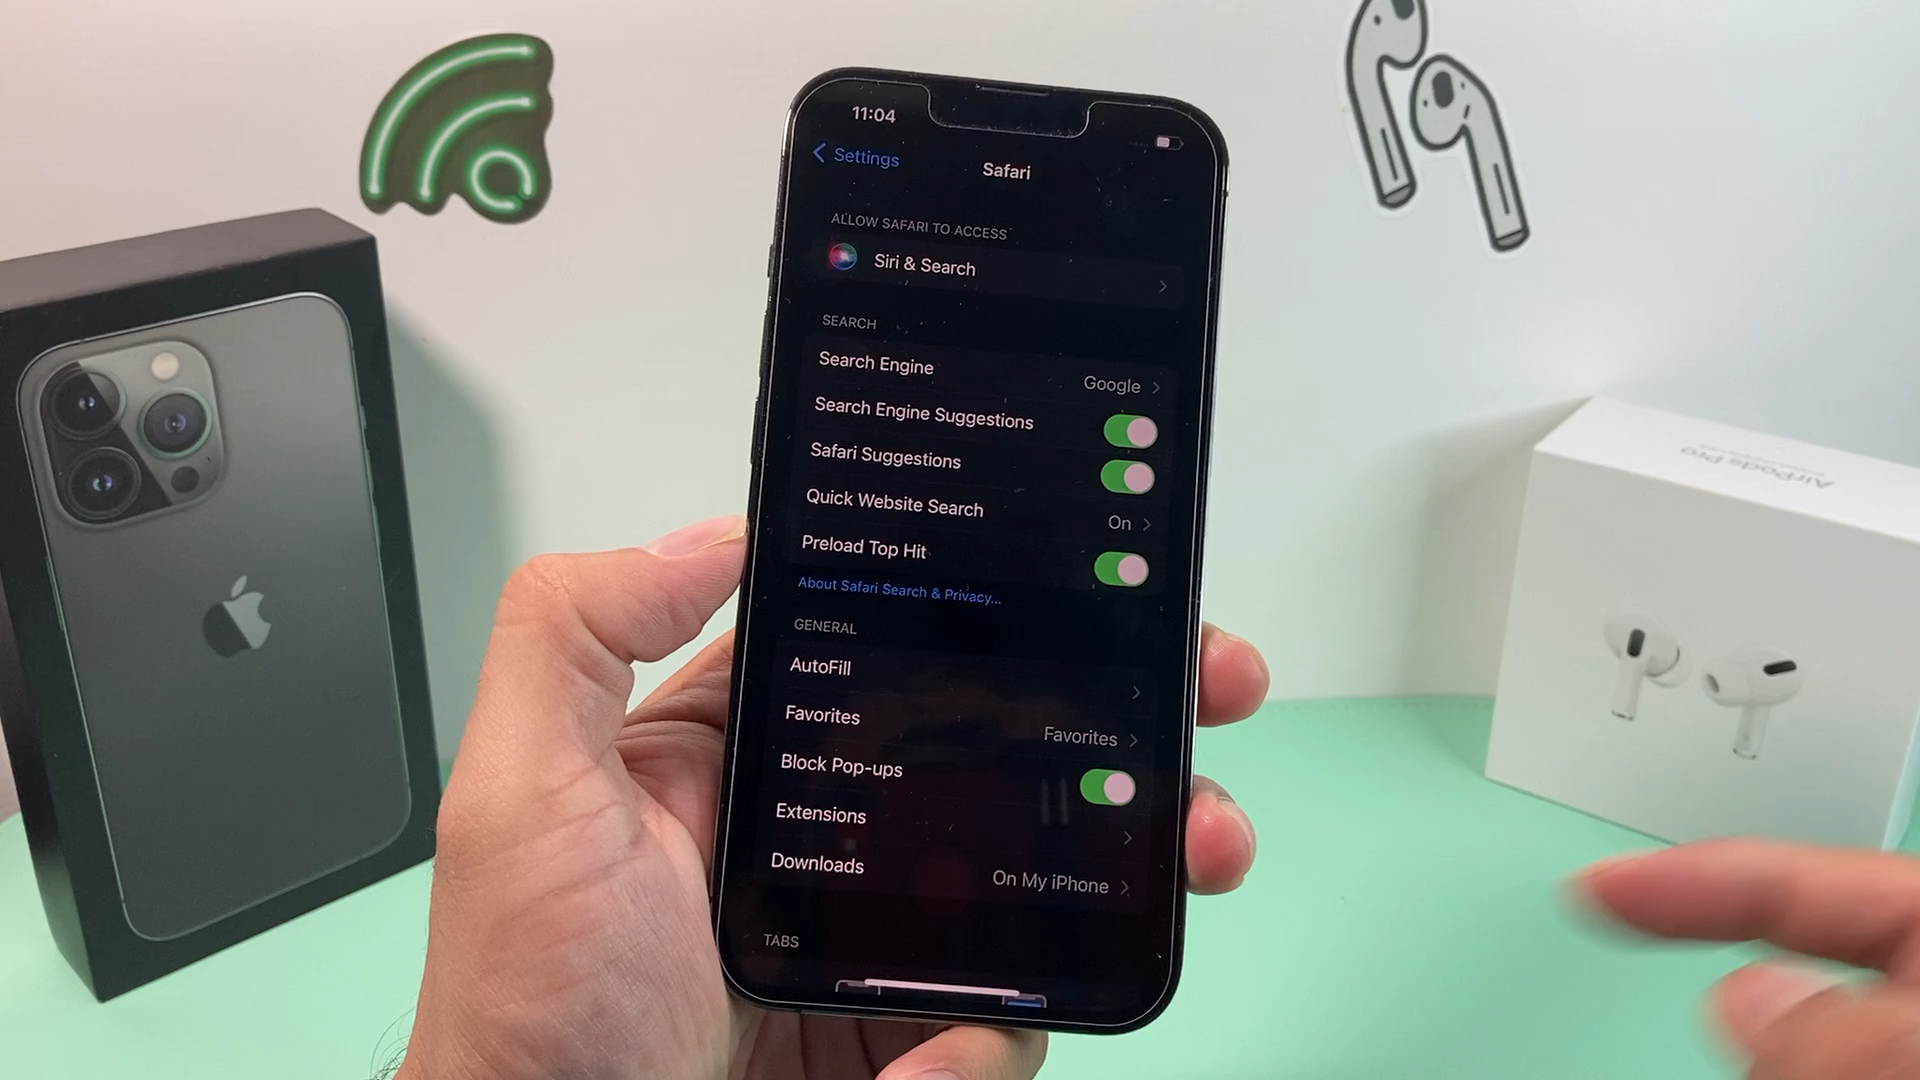 11:04
Settings
Safari
ALLOW SAFARI TO ACCESS
Siri & Search
SEARCH
Search Engine Google
Search Engine Suggestions
Safari Suggestions
Quick Website Search On
Preload Top Hit
About Safari Search & Privacy...
GENERAL
AutoFill
Favorites Favorites
Block Pop-ups
Extensions
Downloads On My iPhone
TABS
AirPods Pro